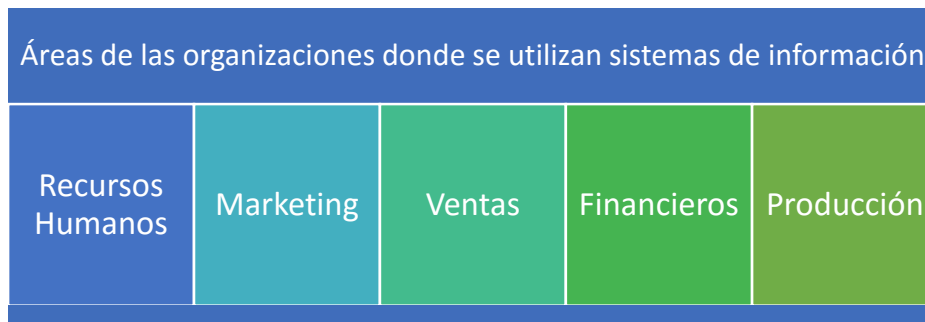 Áreas de las organizaciones donde se utilizan sistemas de información
Recursos
Humanos
Marketing
Ventas
Financieros
Producción